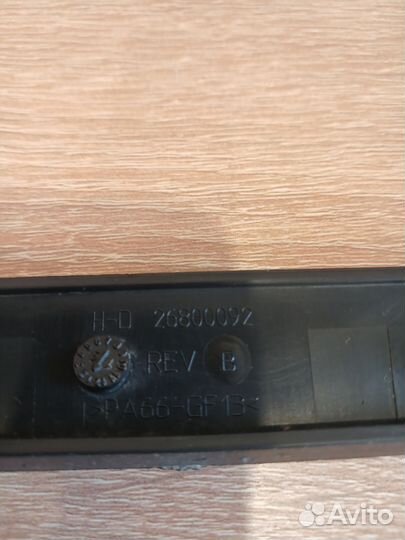 H-D 26800092
REV B
>PA66-GF13<
Avito